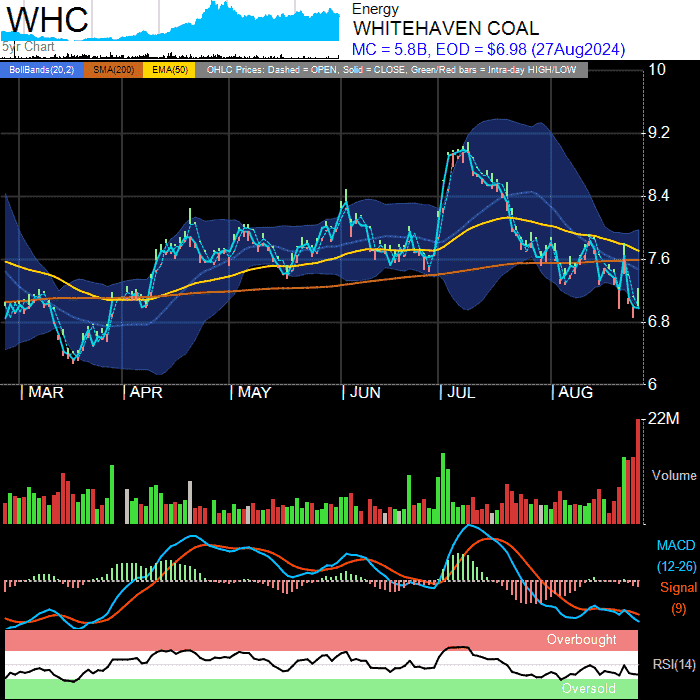 WHC
5yr Chart
Energy
WHITEHAVEN COAL
MC = 5.8B, EOD = $6.98 (27Aug2024)
BollBands(20,2) SMA(200) EMA(50) OHLC Prices: Dashed = OPEN, Solid = CLOSE, Green/Red bars = Intra-day HIGH/LOW
10
9.2
8.4
7.6
6.8
6
| MAR | APR | MAY | JUN | JUL | AUG
22M
Volume
MACD
(12-26)
Signal
(9)
Overbought
RSI(14)
Oversold